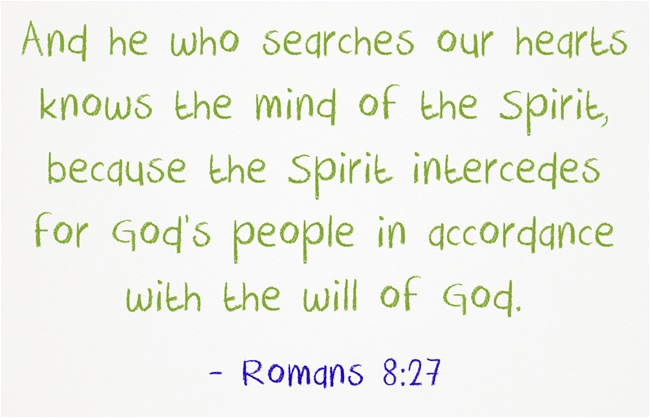 And he who searches our hearts
knows the mind of the Spirit,
because the Spirit intercedes
for God's people in accordance
with the will of God.
- Romans 8:27